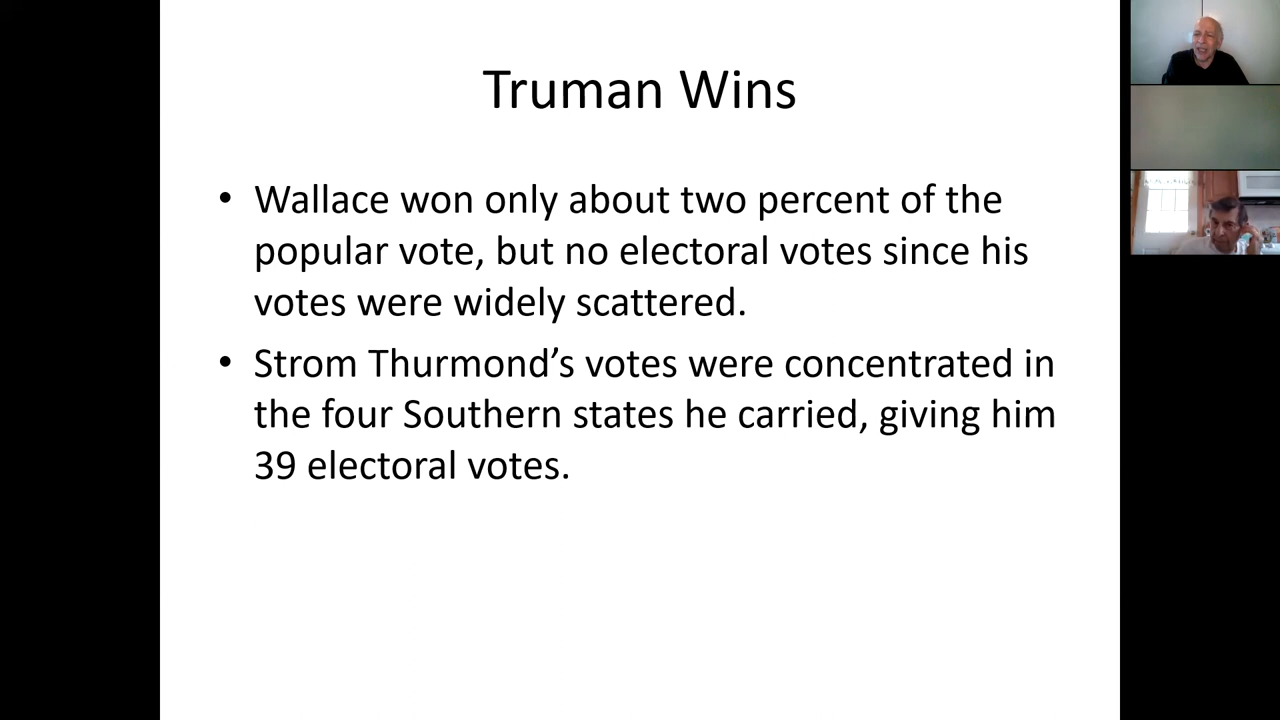 Truman Wins
• Wallace won only about two percent of the
popular vote, but no electoral votes since his
votes were widely scattered.
• Strom Thurmond’s votes were concentrated in
the four Southern states he carried, giving him
39 electoral votes.